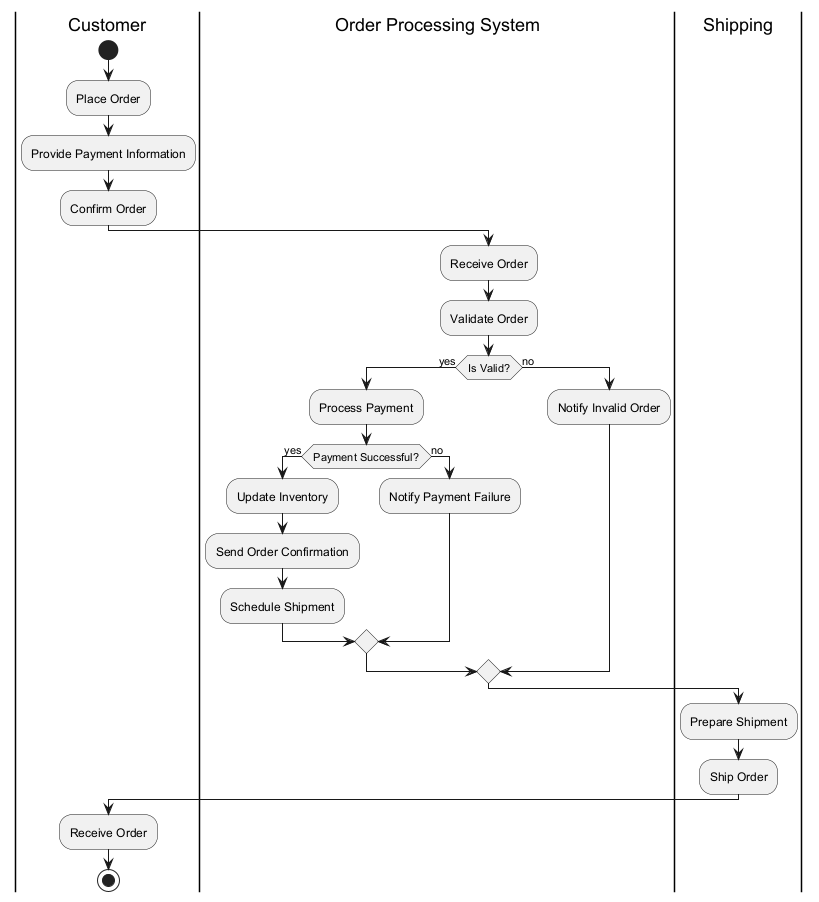 Customer
Order Processing System
Shipping
Place Order
Provide Payment Information
Confirm Order
Receive Order
Validate Order
yes
Is Valid?
no
Process Payment
Notify Invalid Order
yes
Payment Successful?
no
Update Inventory
Notify Payment Failure
Send Order Confirmation
Schedule Shipment
Prepare Shipment
Ship Order
Receive Order